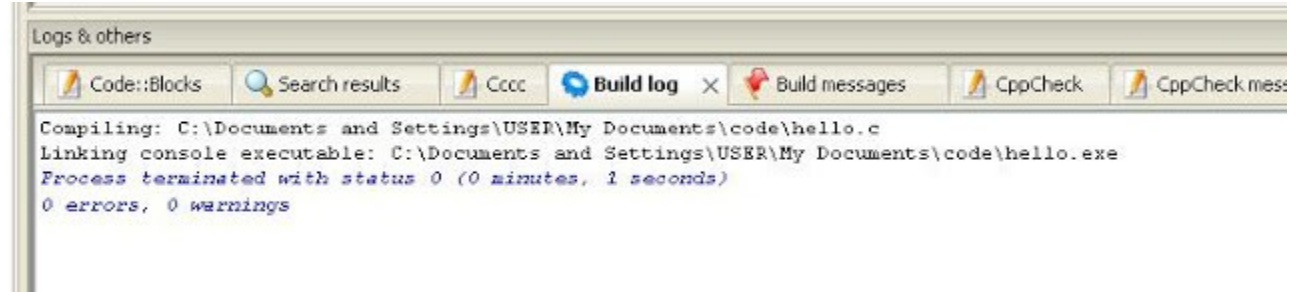 Logs & others
Code::Blocks Search results Cccc Build log Build messages CppCheck CppCheck mess
Compiling: C:\Documents and Settings\USER\My Documents\code\hello.c
Linking console executable: C:\Documents and Settings\USER\My Documents\code\hello.exe
Process terminated with status 0 (0 minutes, 1 seconds)
0 errors, 0 warnings